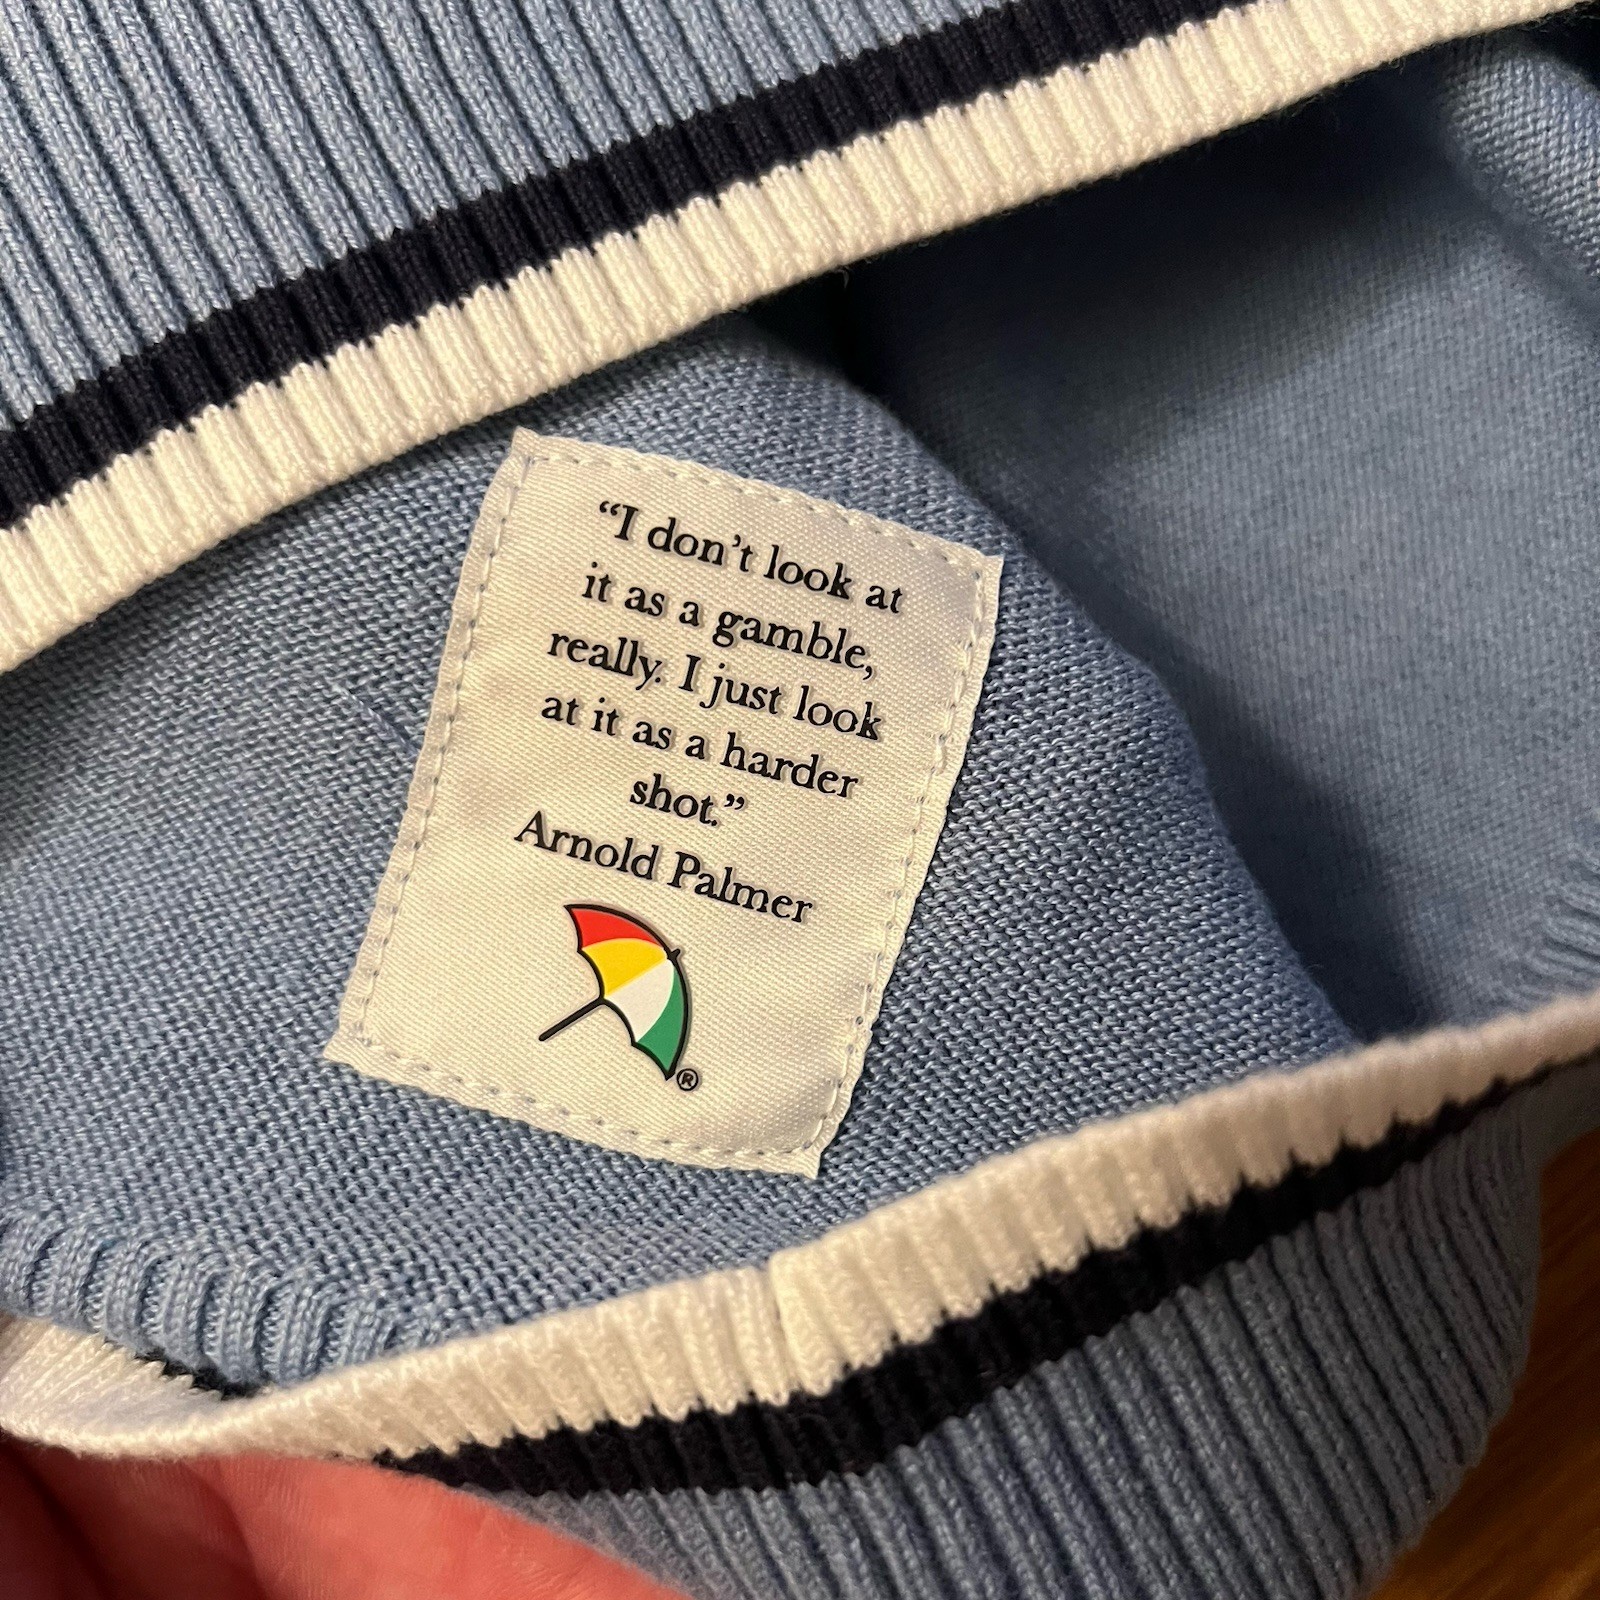 “I don’t look at
it as a gamble,
really. I just look
at it as a harder
shot.”
Arnold Palmer
®